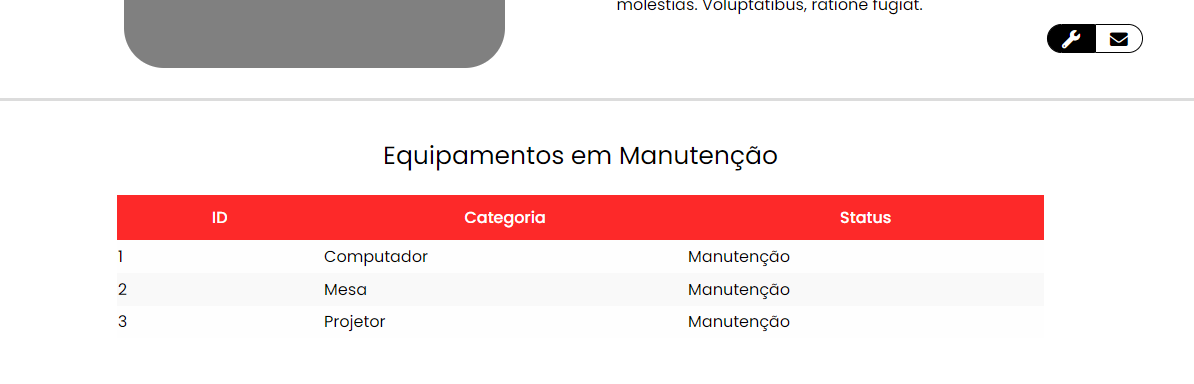 molestias. Voluptatibus, ratione fugiat.
Equipamentos em Manutenção
ID Categoria Status
1 Computador Manutenção
2 Mesa Manutenção
3 Projetor Manutenção